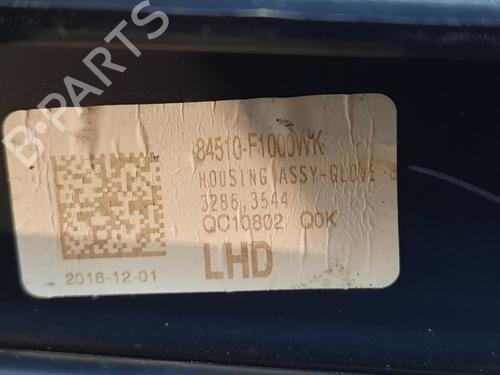 B-PARTS
84510-F1000WK
HOUSING ASSY-GLOVE
3286,3544
QC10802 QOK
2016-12-01
LHD